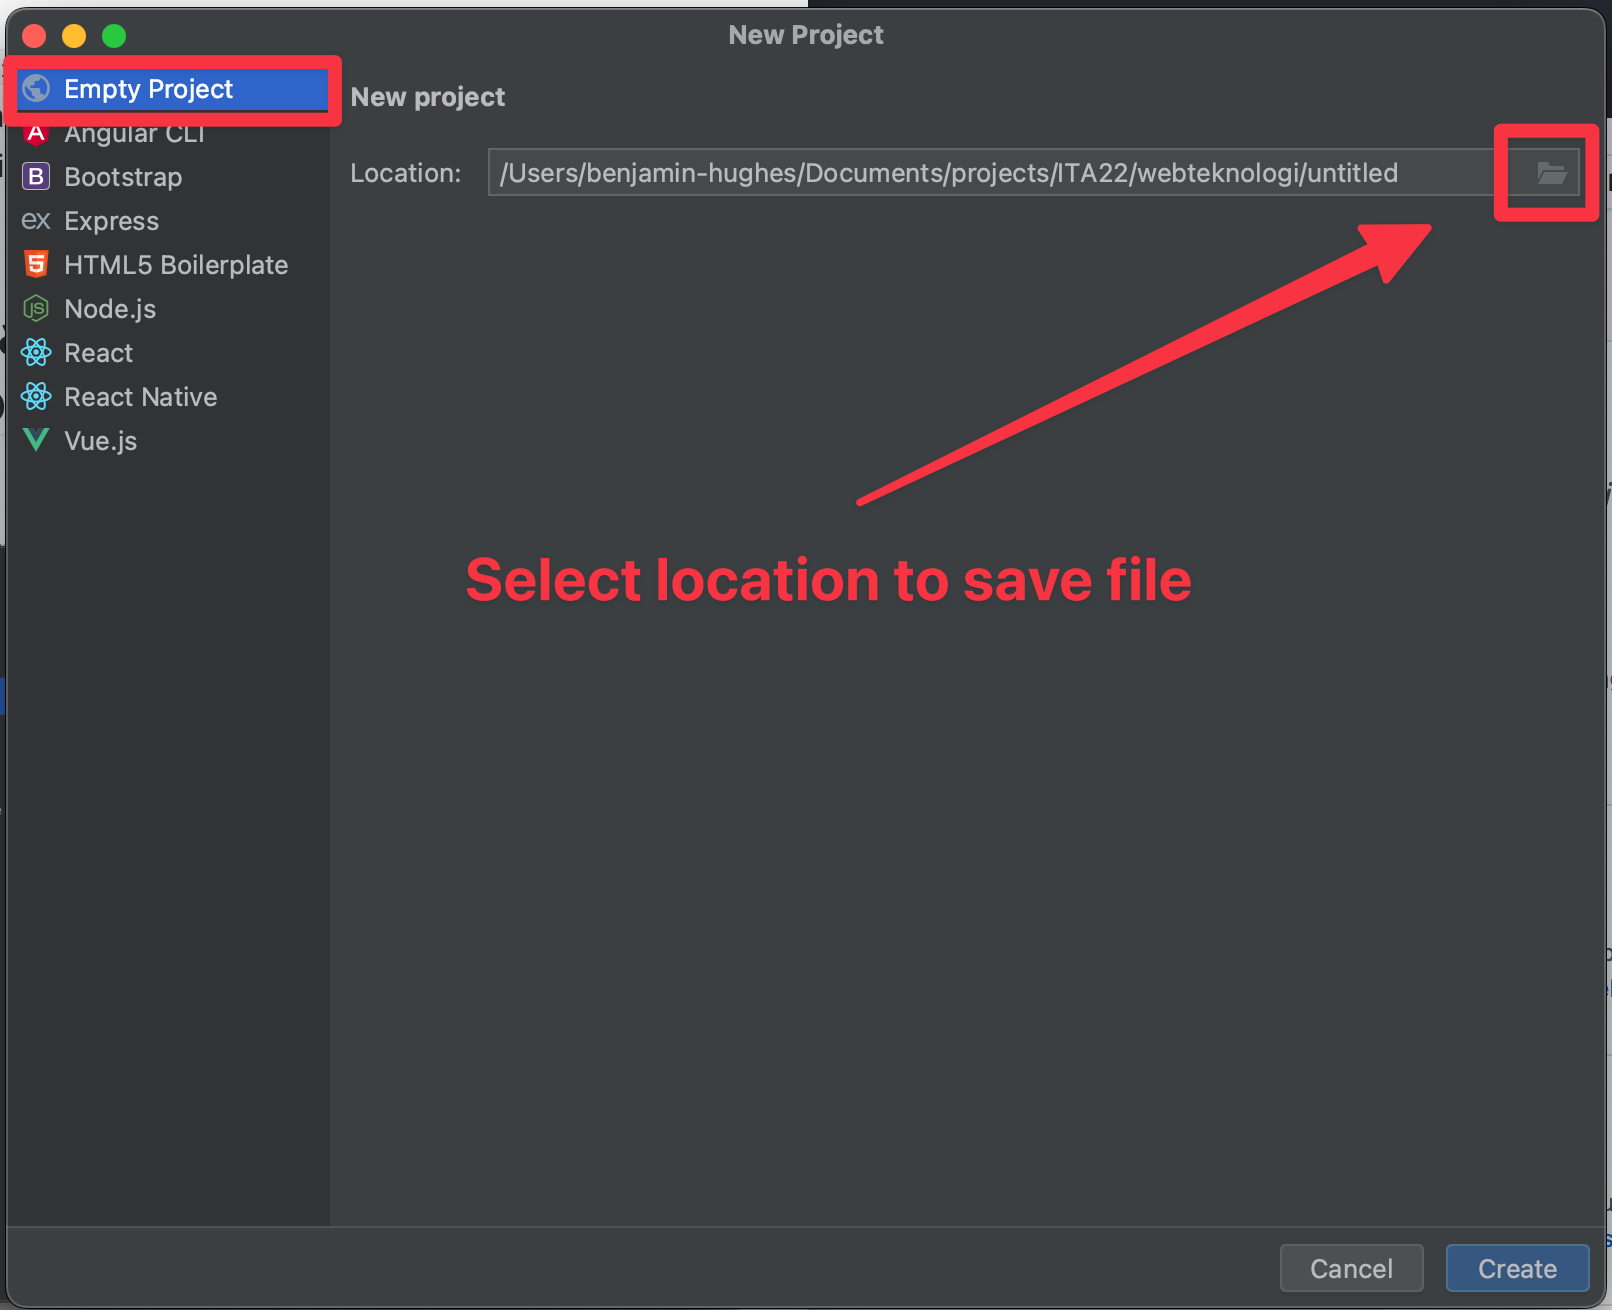 New Project
Empty Project
Angular CLI
Bootstrap
ex Express
HTML5 Boilerplate
Node.js
React
React Native
Vue.js
New project
Location: /Users/benjamin-hughes/Documents/projects/ITA22/webteknologi/untitled
Select location to save file
Cancel
Create